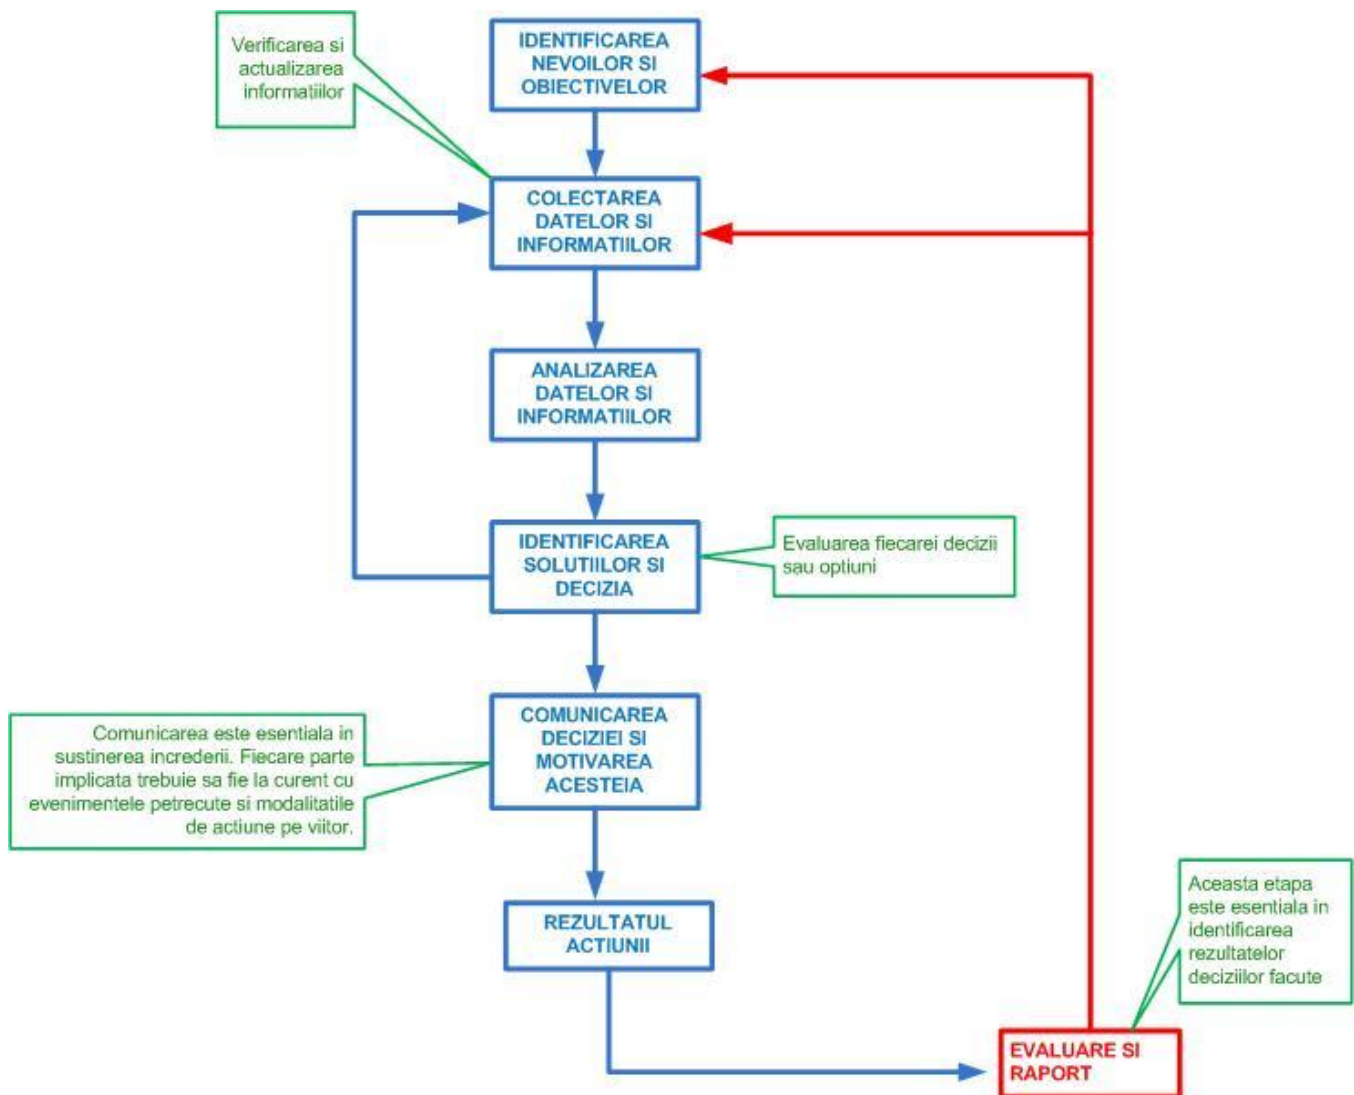 Verificarea si
actualizarea
informatiilor
IDENTIFICAREA
NEVOILOR SI
OBIECTIVELOR
COLECTAREA
DATELOR SI
INFORMATIILOR
ANALIZAREA
DATELOR SI
INFORMATIILOR
IDENTIFICAREA
SOLUTIILOR SI
DECIZIA
Evaluarea fiecarei decizii
sau optiuni
COMUNICAREA
DECIZIEI SI
MOTIVAREA
ACESTEIA
Comunicarea este esentiala in
sustinerea increderii. Fiecare parte
implicata trebuie sa fie la curent cu
evenimentele petrecute si modalitatile
de actiune pe viitor.
REZULTATUL
ACTIUNII
Aceasta etapa
este esentiala in
identificarea
rezultatelor
deciziilor facute
EVALUARE SI
RAPORT